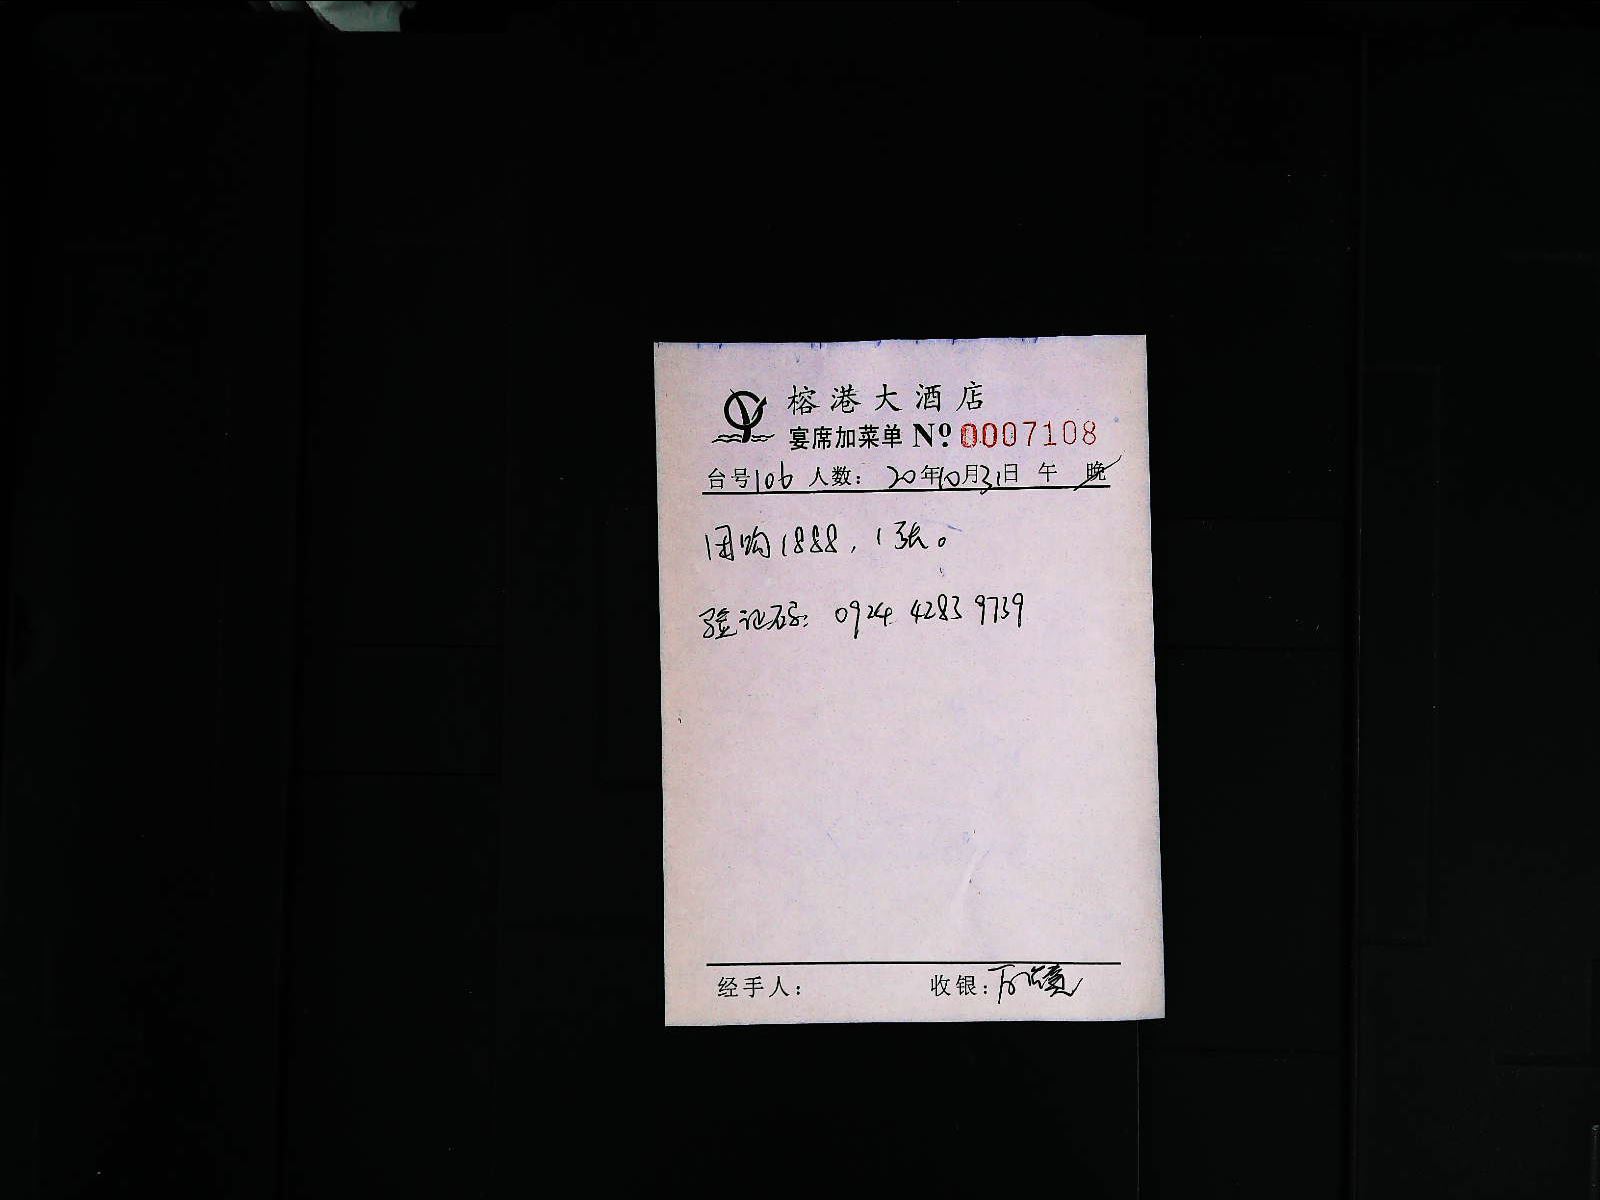 榕港大酒店
宴席加菜单 Nº 0007108
台号106 人数: 20年10月31日 午 晚
团购1888, 1张。
验证码: 0924 4283 9739
经手人: 收银: